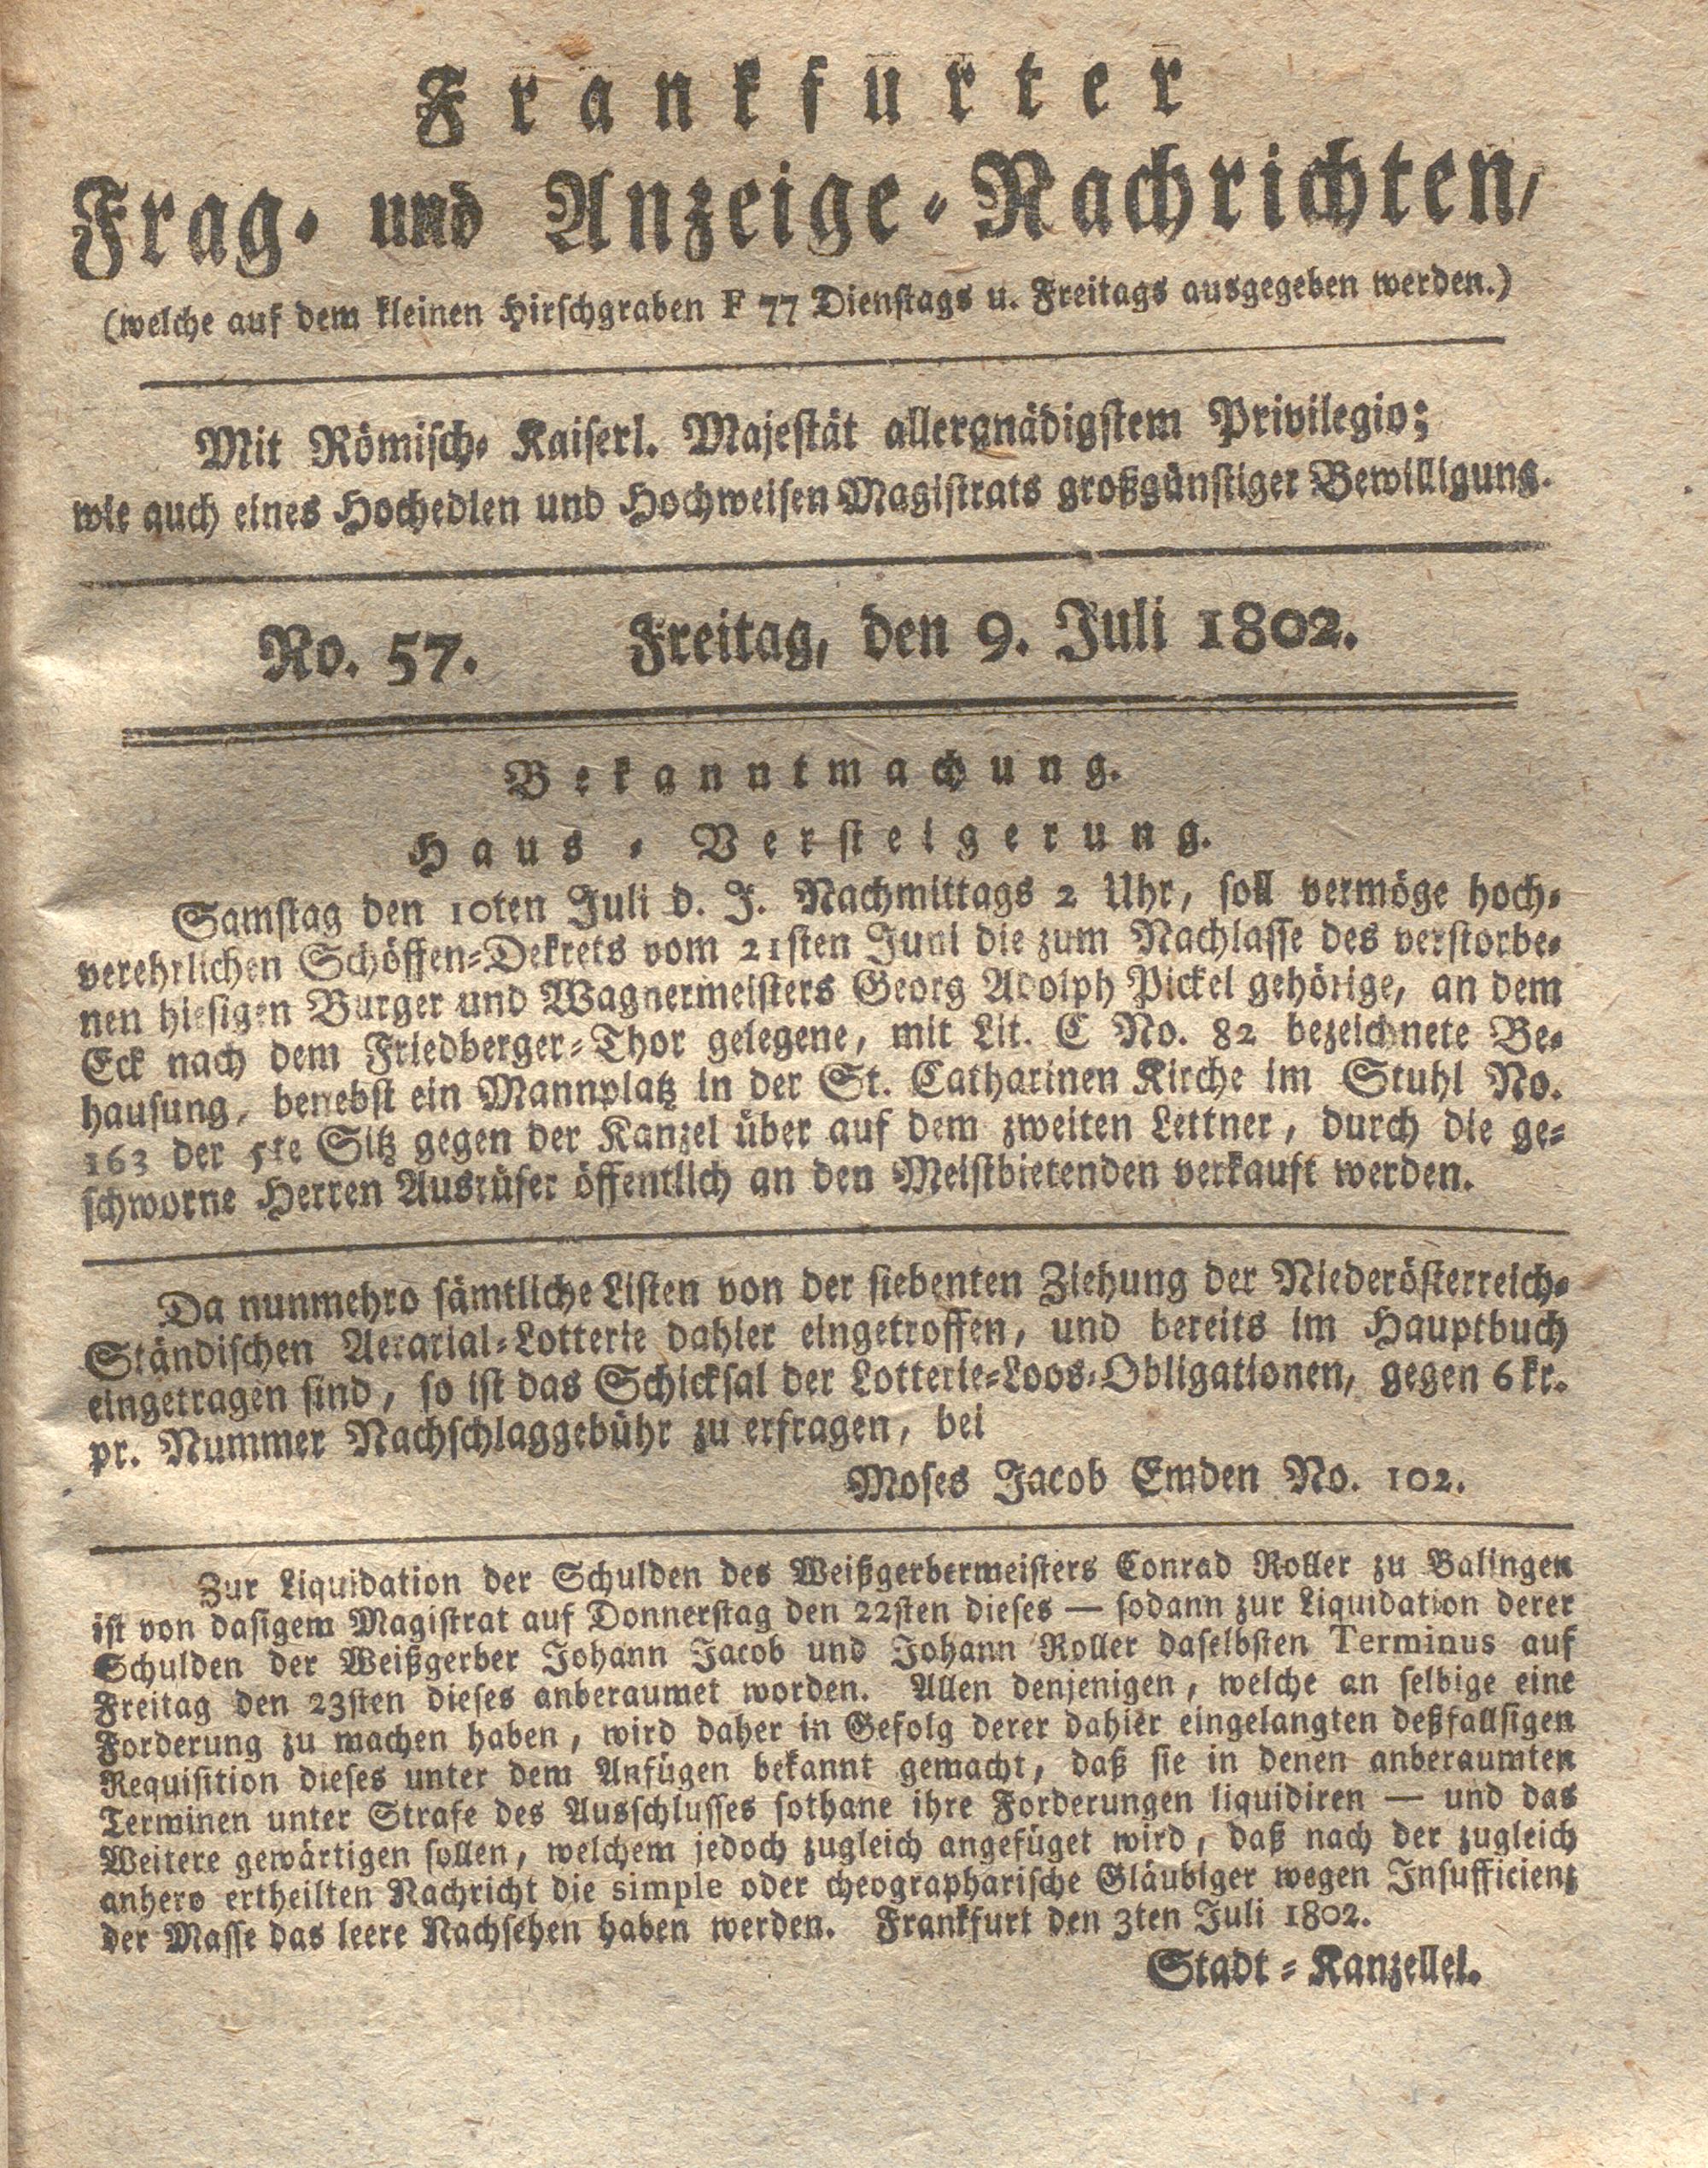 Frankfurter
Frag- und Anzeige-Nachrichten,
(welche auf dem kleinen Hirschgraben F 77 Dienstags u. Freitags ausgegeben werden.)
Mit Römisch- Kaiserl. Majestät allergnädigstem Privilegio;
wie auch eines Hochedlen und Hochweisen Magistrats großgünstiger Bewilligung.
No. 57. Freitag, den 9. Juli 1802.
Bekanntmachung.
Haus-Versteigerung.
Samstag den 10ten Juli d. J. Nachmittags 2 Uhr, soll vermöge hoch-
verehrlichen Schöffen-Dekrets vom 21sten Juni die zum Nachlasse des verstorbe-
nen hiesigen Burger und Wagnermeisters Georg Adolph Pickel gehörige, an dem
Eck nach dem Friedberger-Thor gelegene, mit Lit. C No. 82 bezeichnete Be-
hausung, benebst ein Mannplatz in der St. Catharinen Kirche im Stuhl No.
163 der 5te Sitz gegen der Kanzel über auf dem zweiten Lettner, durch die ge-
schworne Herren Ausrüfer öffentlich an den Meistbietenden verkauft werden.
Da nunmehro sämtliche Listen von der siebenten Ziehung der Niederösterreich-
Ständischen Aerarial-Lotterie dahier eingetroffen, und bereits im Hauptbuch
eingetragen sind, so ist das Schicksal der Lotterie-Loos-Obligationen, gegen 6 kr.
pr. Nummer Nachschlaggebühr zu erfragen, bei
Moses Jacob Emden No. 102.
Zur Liquidation der Schulden des Weißgerbermeisters Conrad Roller zu Balingen
ist von dasigem Magistrat auf Donnerstag den 22sten dieses — sodann zur Liquidation derer
Schulden der Weißgerber Johann Jacob und Johann Roller daselbsten Terminus auf
Freitag den 23sten dieses anberaumet worden. Allen denjenigen, welche an selbige eine
Forderung zu machen haben, wird daher in Gefolg derer dahier eingelangten deßfallsigen
Requisition dieses unter dem Anfügen bekannt gemacht, daß sie in denen anberaumten
Terminen unter Strafe des Ausschlusses sothane ihre Forderungen liquidiren — und das
Weitere gewärtigen sollen, welchem jedoch zugleich angefüget wird, daß nach der zugleich
anhero ertheilten Nachricht die simple oder cheographarische Gläubiger wegen Insufficienz
der Masse das leere Nachsehen haben werden. Frankfurt den 3ten Juli 1802.
Stadt-Kanzellei.